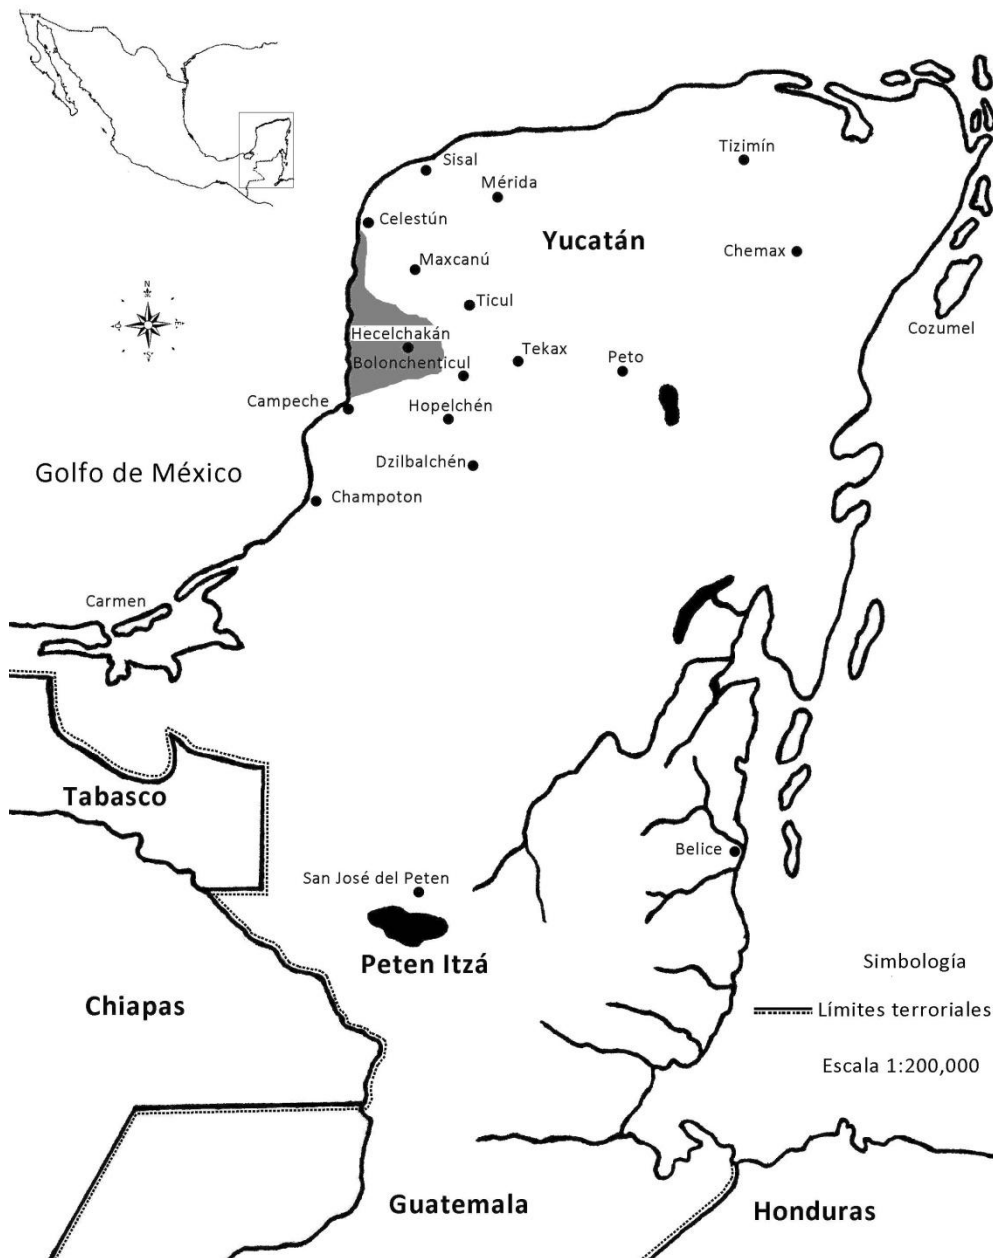 N
E
S
O
Sisal
Tizimín
Mérida
Celestún
Yucatán
Chemax
Maxcanú
Ticul
Cozumel
Hecelchakán
Tekax
Peto
Bolonchenticul
Campeche
Hopelchén
Golfo de México
Dzilbalchén
Champoton
Carmen
Tabasco
Belice
San José del Peten
Peten Itzá
Simbología
Chiapas
Límites terroriales
Escala 1:200,000
Guatemala
Honduras